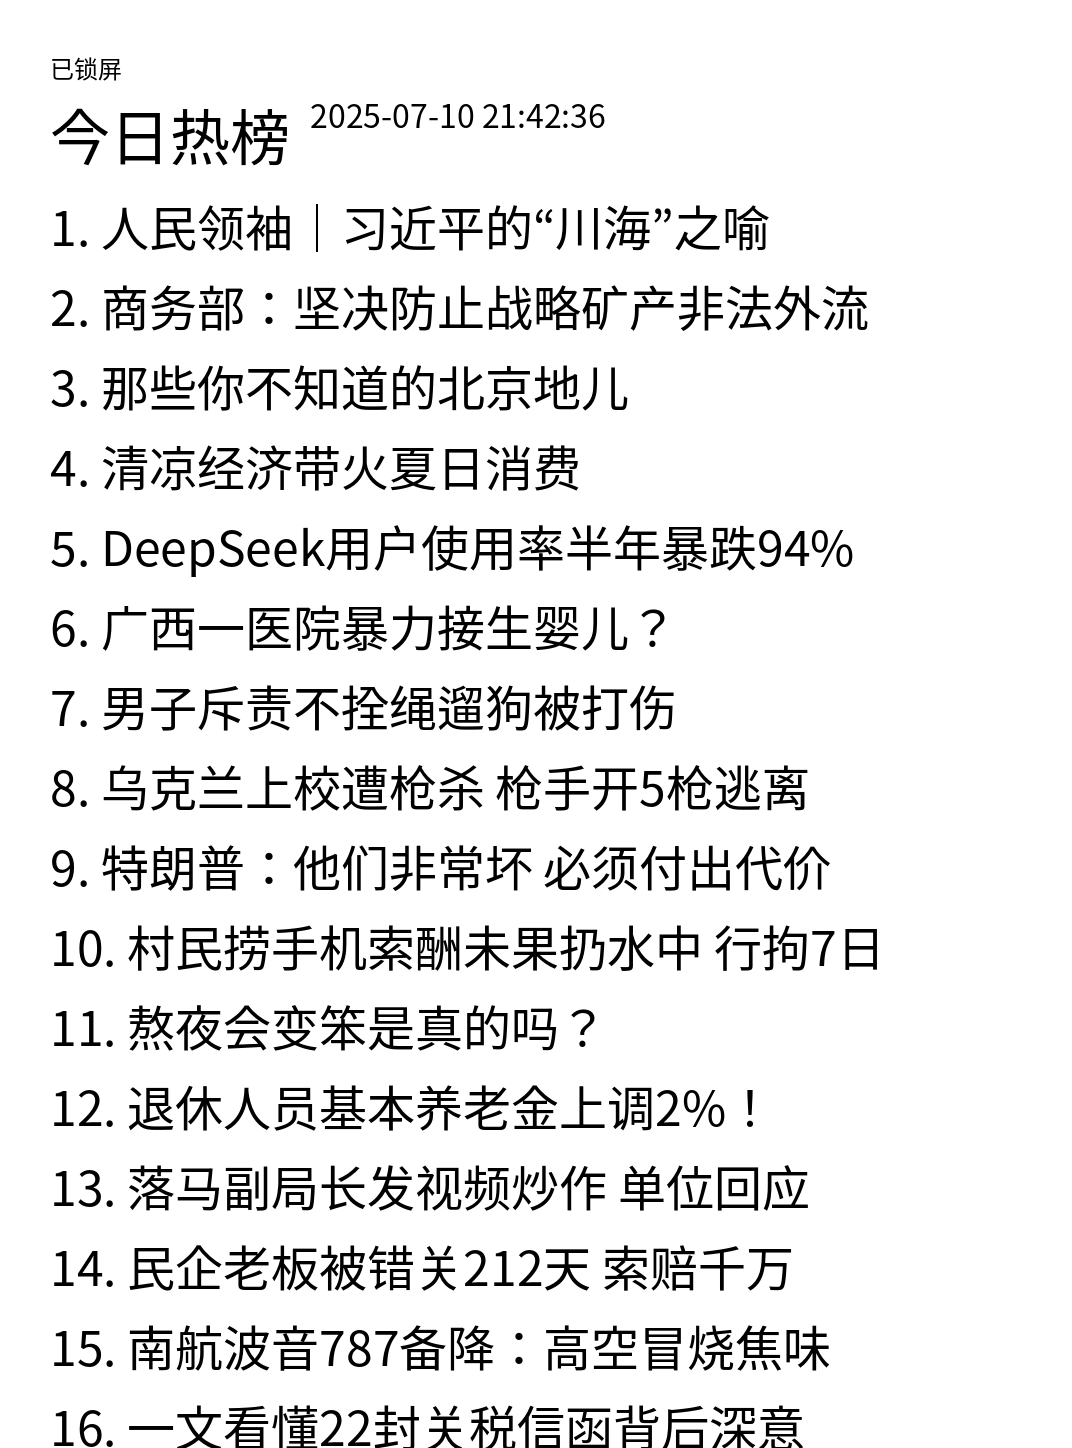 已锁屏
今日热榜 2025-07-10 21:42:36
1. 人民领袖｜习近平的“川海”之喻
2. 商务部：坚决防止战略矿产非法外流
3. 那些你不知道的北京地儿
4. 清凉经济带火夏日消费
5. DeepSeek用户使用率半年暴跌94%
6. 广西一医院暴力接生婴儿？
7. 男子斥责不拴绳遛狗被打伤
8. 乌克兰上校遭枪杀 枪手开5枪逃离
9. 特朗普：他们非常坏 必须付出代价
10. 村民捞手机索酬未果扔水中 行拘7日
11. 熬夜会变笨是真的吗？
12. 退休人员基本养老金上调2%！
13. 落马副局长发视频炒作 单位回应
14. 民企老板被错关212天 索赔千万
15. 南航波音787备降：高空冒烧焦味
16. 一文看懂22封关税信函背后深意